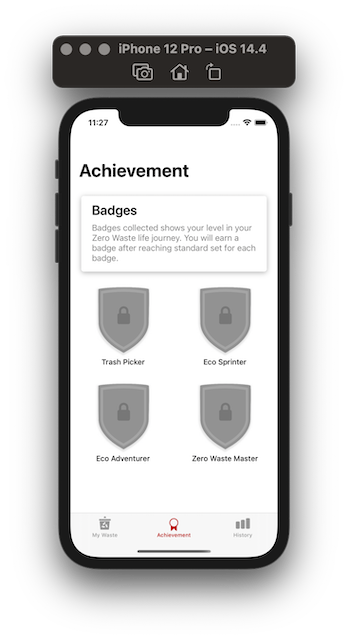 iPhone 12 Pro – iOS 14.4
11:27
Achievement
Badges
Badges collected shows your level in your
Zero Waste life journey. You will earn a
badge after reaching standard set for each
badge.
Trash Picker
Eco Sprinter
Eco Adventurer
Zero Waste Master
My Waste
Achievement
History